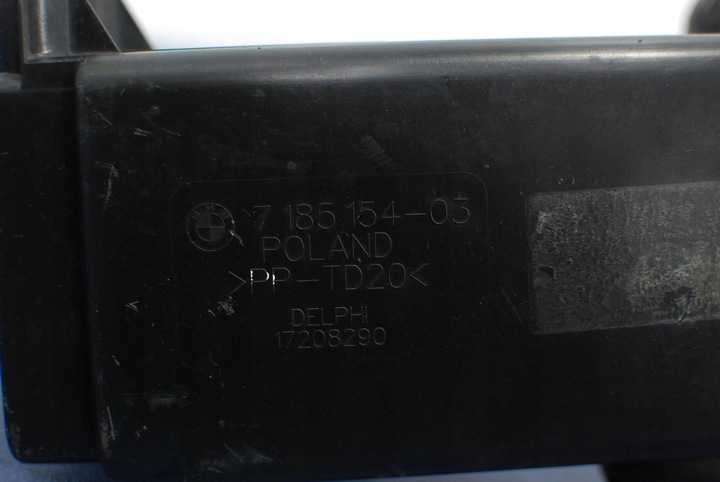 7 185 154-03
POLAND
>PP-TD20<
DELPHI
17208290